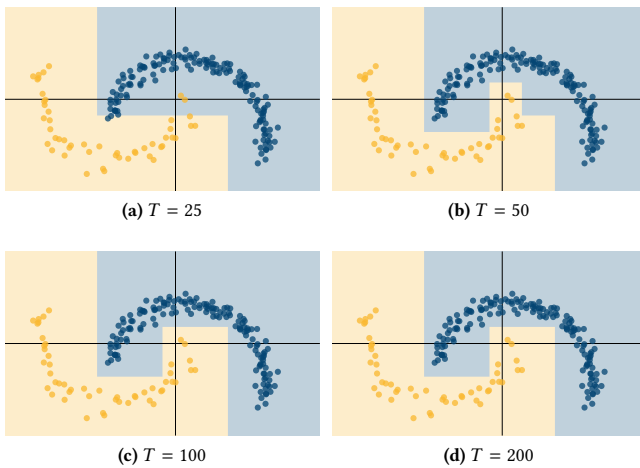 (a) T = 25
(b) T = 50
(c) T = 100
(d) T = 200